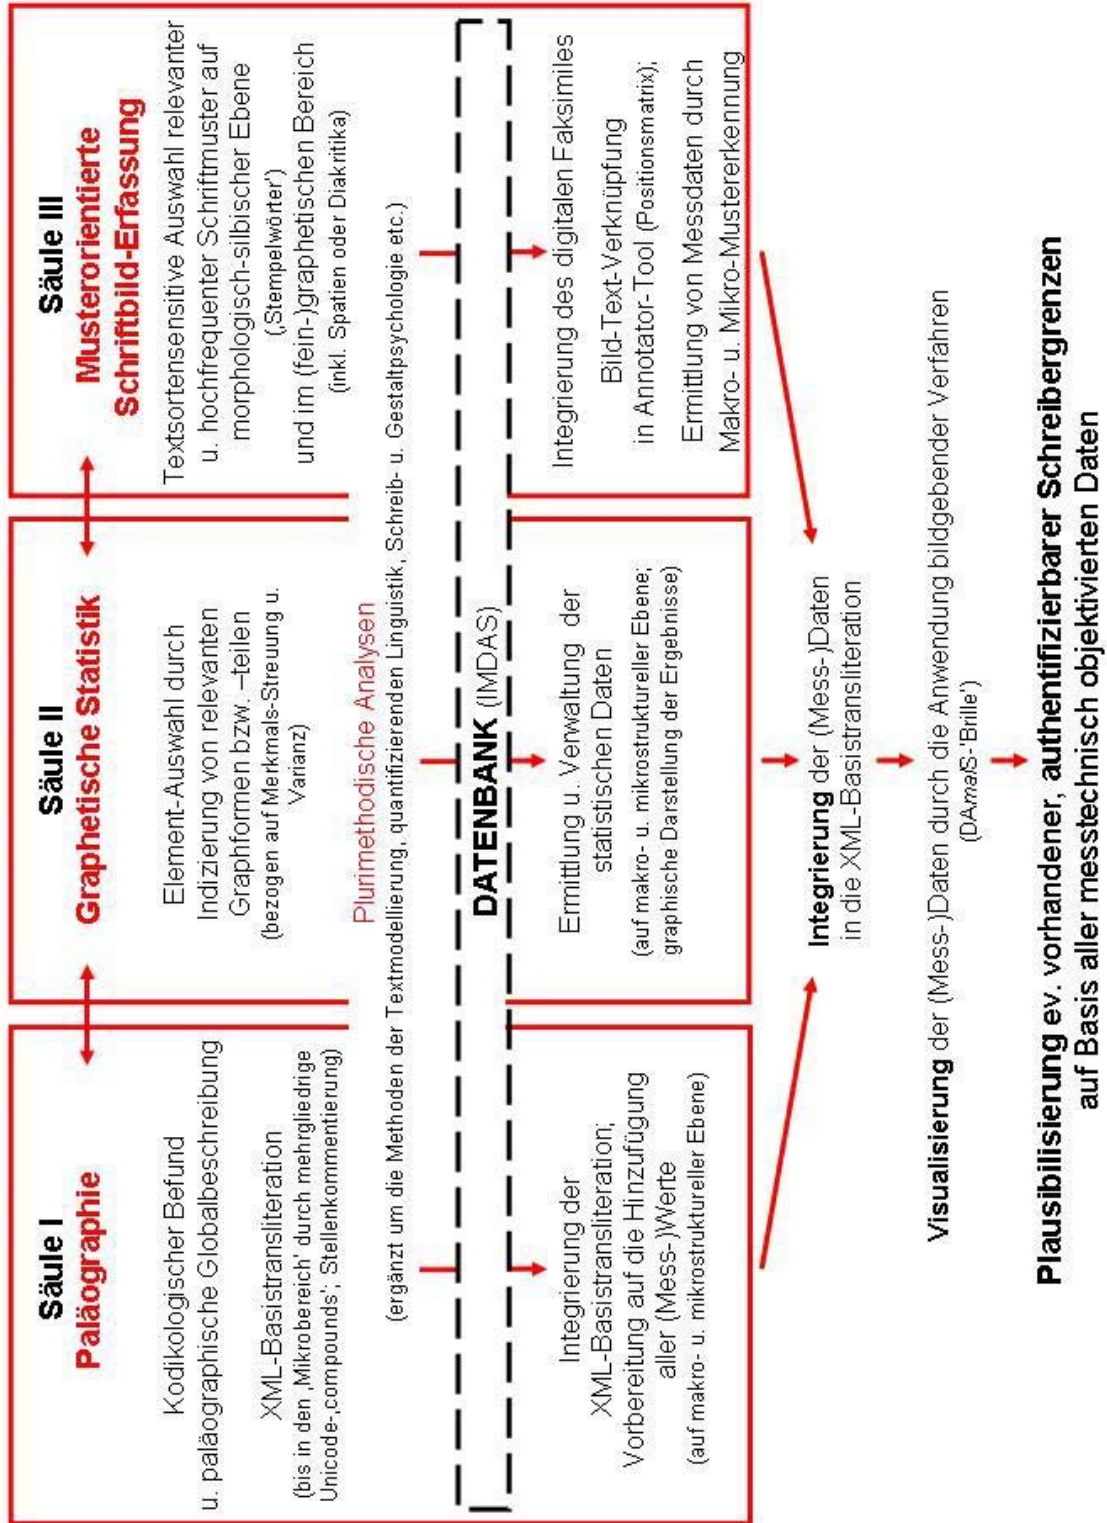 Säule I
Paläographie
Kodikologischer Befund
u. paläographische Globalbeschreibung
XML-Basistransliteration
(bis in den ‚Mikrobereich' durch mehrgliedrige
Unicode-‚compounds'; Stellenkommentierung)
Säule II
Graphetische Statistik
Element-Auswahl durch
Indizierung von relevanten
Graphformen bzw. –teilen
(bezogen auf Merkmals-Streuung u.
Varianz)
Säule III
Musterorientierte
Schriftbild-Erfassung
Textsortensensitive Auswahl relevanter
u. hochfrequenter Schriftmuster auf
morphologisch-silbischer Ebene
(‚Stempelwörter')
und im (fein-)graphetischen Bereich
(inkl. Spatien oder Diakritika)
Plurimethodische Analysen
(ergänzt um die Methoden der Textmodellierung, quantifizierenden Linguistik, Schreib- u. Gestaltpsychologie etc.)
DATENBANK (IMDAS)
Integrierung der
XML-Basistransliteration;
Vorbereitung auf die Hinzufügung
aller (Mess-)Werte
(auf makro- u. mikrostruktureller Ebene)
Ermittlung u. Verwaltung der
statistischen Daten
(auf makro- u. mikrostruktureller Ebene;
graphische Darstellung der Ergebnisse)
Integrierung des digitalen Faksimiles
Bild-Text-Verknüpfung
in Annotator-Tool (Positionsmatrix);
Ermittlung von Messdaten durch
Makro- u. Mikro-Mustererkennung
Integrierung der (Mess-)Daten
in die XML-Basistransliteration
Visualisierung der (Mess-)Daten durch die Anwendung bildgebender Verfahren
(DAmalS-'Brille')
Plausibilisierung ev. vorhandener, authentifizierbarer Schreibergrenzen
auf Basis aller messtechnisch objektivierten Daten